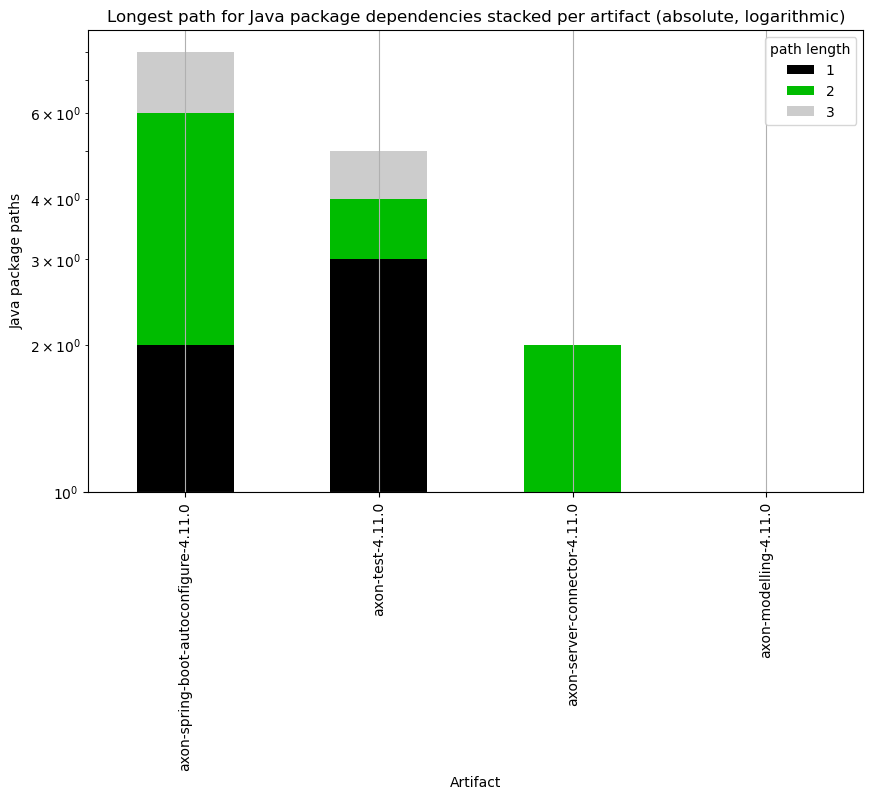 Longest path for Java package dependencies stacked per artifact (absolute, logarithmic)
path length
1
2
3
6 × 10⁰
4 × 10⁰
3 × 10⁰
2 × 10⁰
10⁰
Java package paths
axon-spring-boot-autoconfigure-4.11.0
axon-test-4.11.0
axon-server-connector-4.11.0
axon-modelling-4.11.0
Artifact